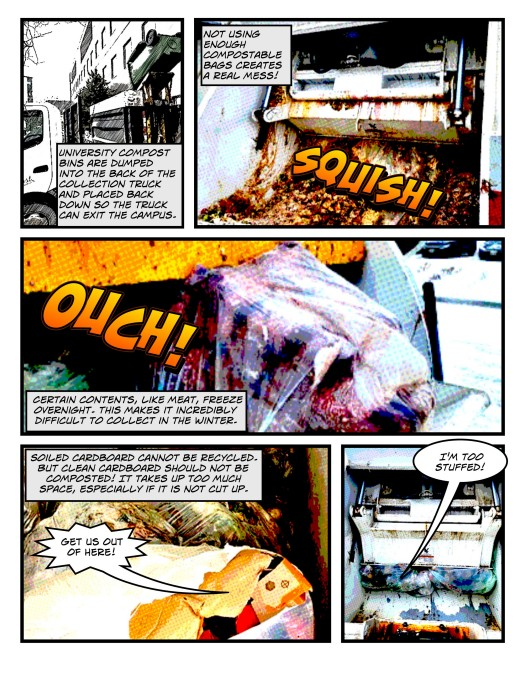 UNIVERSITY COMPOST
BINS ARE DUMPED
INTO THE BACK OF THE
COLLECTION TRUCK
AND PLACED BACK
DOWN SO THE TRUCK
CAN EXIT THE CAMPUS.
NOT USING
ENOUGH
COMPOSTABLE
BAGS CREATES
A REAL MESS!
SQUISH!
OUCH!
CERTAIN CONTENTS, LIKE MEAT, FREEZE
OVERNIGHT. THIS MAKES IT INCREDIBLY
DIFFICULT TO COLLECT IN THE WINTER.
SOILED CARDBOARD CANNOT BE RECYCLED.
BUT CLEAN CARDBOARD SHOULD NOT BE
COMPOSTED! IT TAKES UP TOO MUCH
SPACE, ESPECIALLY IF IT IS NOT CUT UP.
GET US OUT
OF HERE!
I'M TOO
STUFFED!